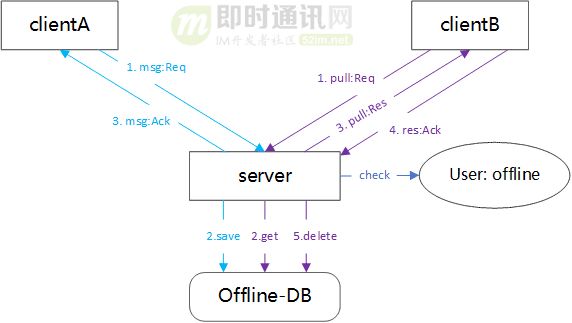 clientA
即时通讯网
IM开发者社区 52im.net
clientB
1. msg:Req
1. pull:Req
3. msg:Ack
3. pull:Res
4. res:Ack
server
check
User: offline
2.save
2.get
5.delete
Offline-DB